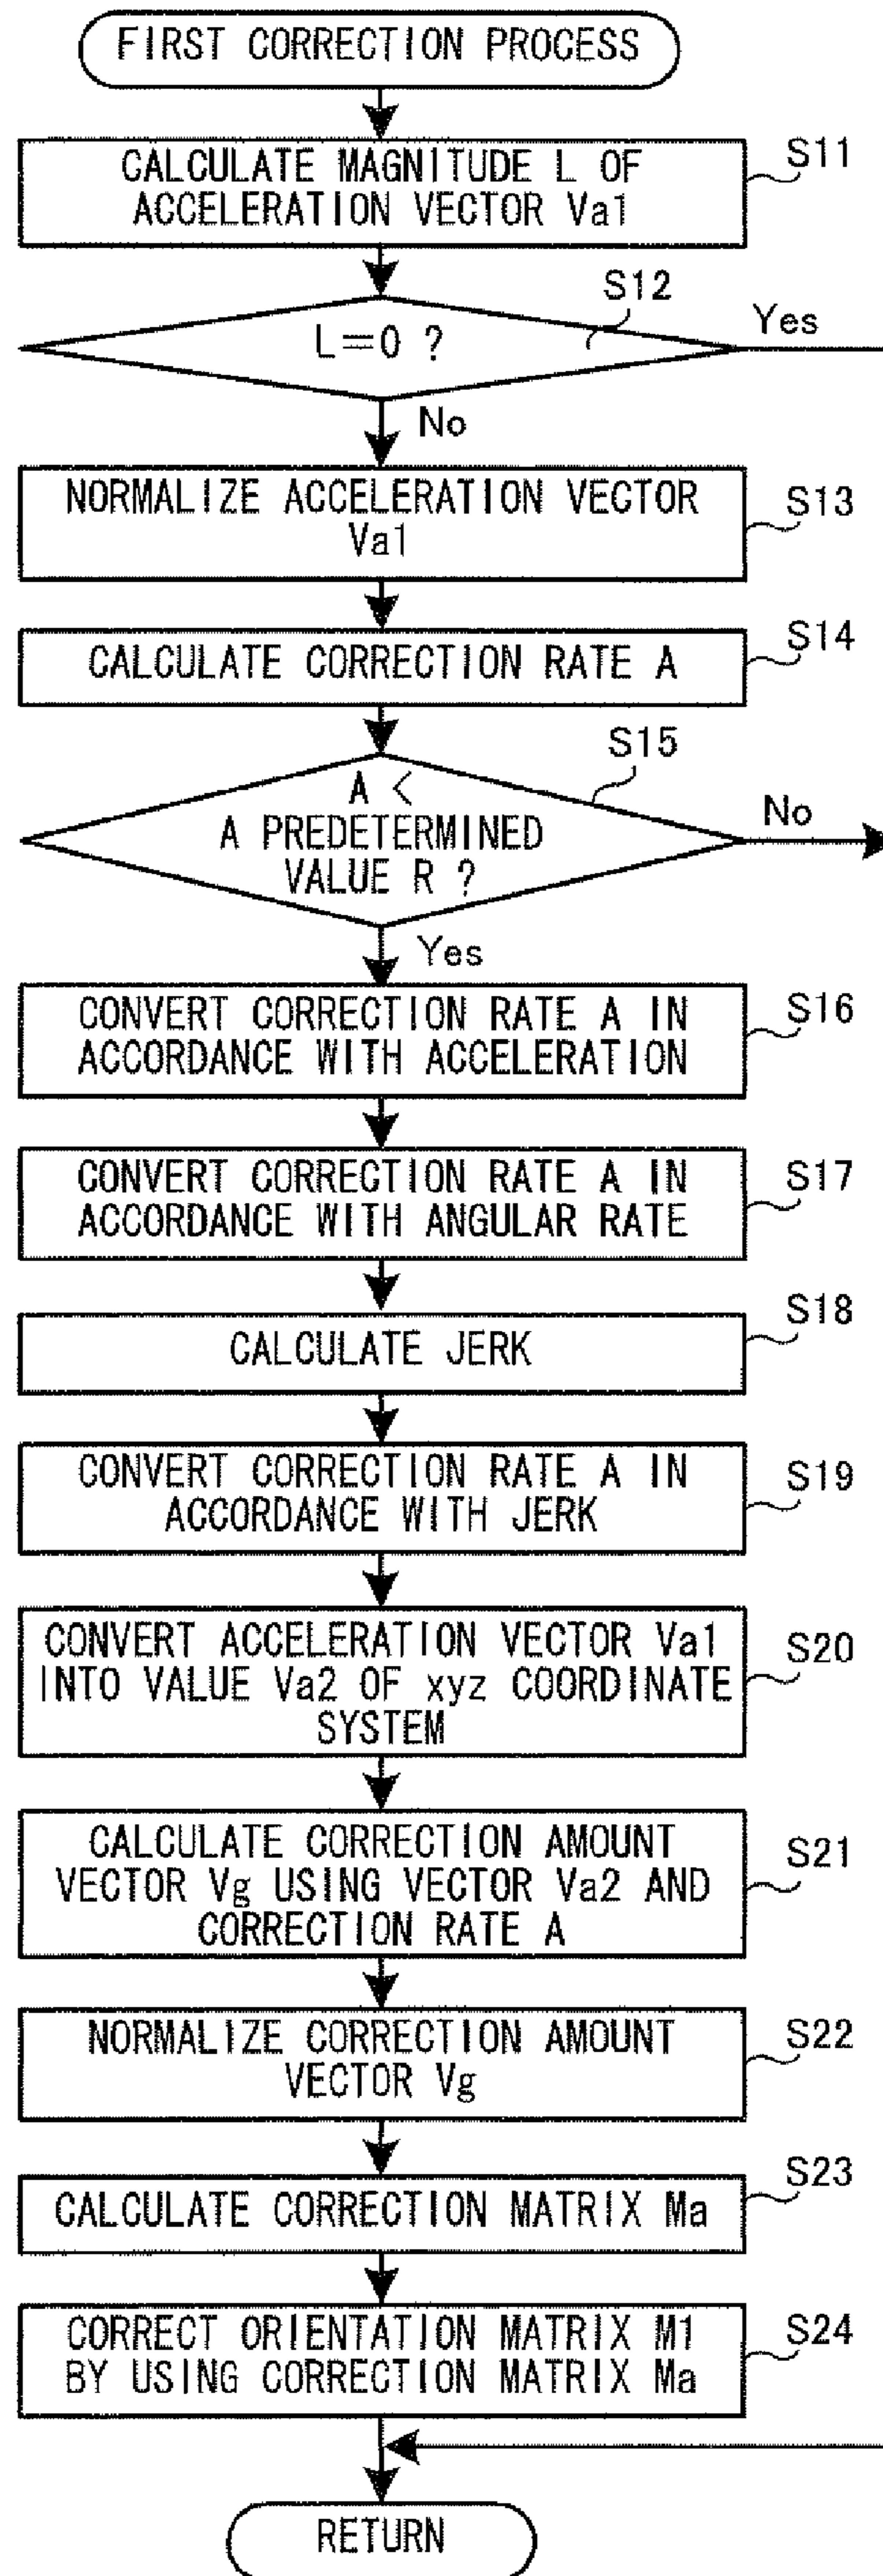 FIRST CORRECTION PROCESS
S11
CALCULATE MAGNITUDE L OF
ACCELERATION VECTOR Va1
S12
L=0 ?
Yes
No
NORMALIZE ACCELERATION VECTOR
Va1
S13
CALCULATE CORRECTION RATE A
S14
S15
A <
A PREDETERMINED
VALUE R ?
No
Yes
CONVERT CORRECTION RATE A IN
ACCORDANCE WITH ACCELERATION
S16
CONVERT CORRECTION RATE A IN
ACCORDANCE WITH ANGULAR RATE
S17
CALCULATE JERK
S18
CONVERT CORRECTION RATE A IN
ACCORDANCE WITH JERK
S19
CONVERT ACCELERATION VECTOR Va1
INTO VALUE Va2 OF xyz COORDINATE
SYSTEM
S20
CALCULATE CORRECTION AMOUNT
VECTOR Vg USING VECTOR Va2 AND
CORRECTION RATE A
S21
NORMALIZE CORRECTION AMOUNT
VECTOR Vg
S22
CALCULATE CORRECTION MATRIX Ma
S23
CORRECT ORIENTATION MATRIX M1
BY USING CORRECTION MATRIX Ma
S24
RETURN